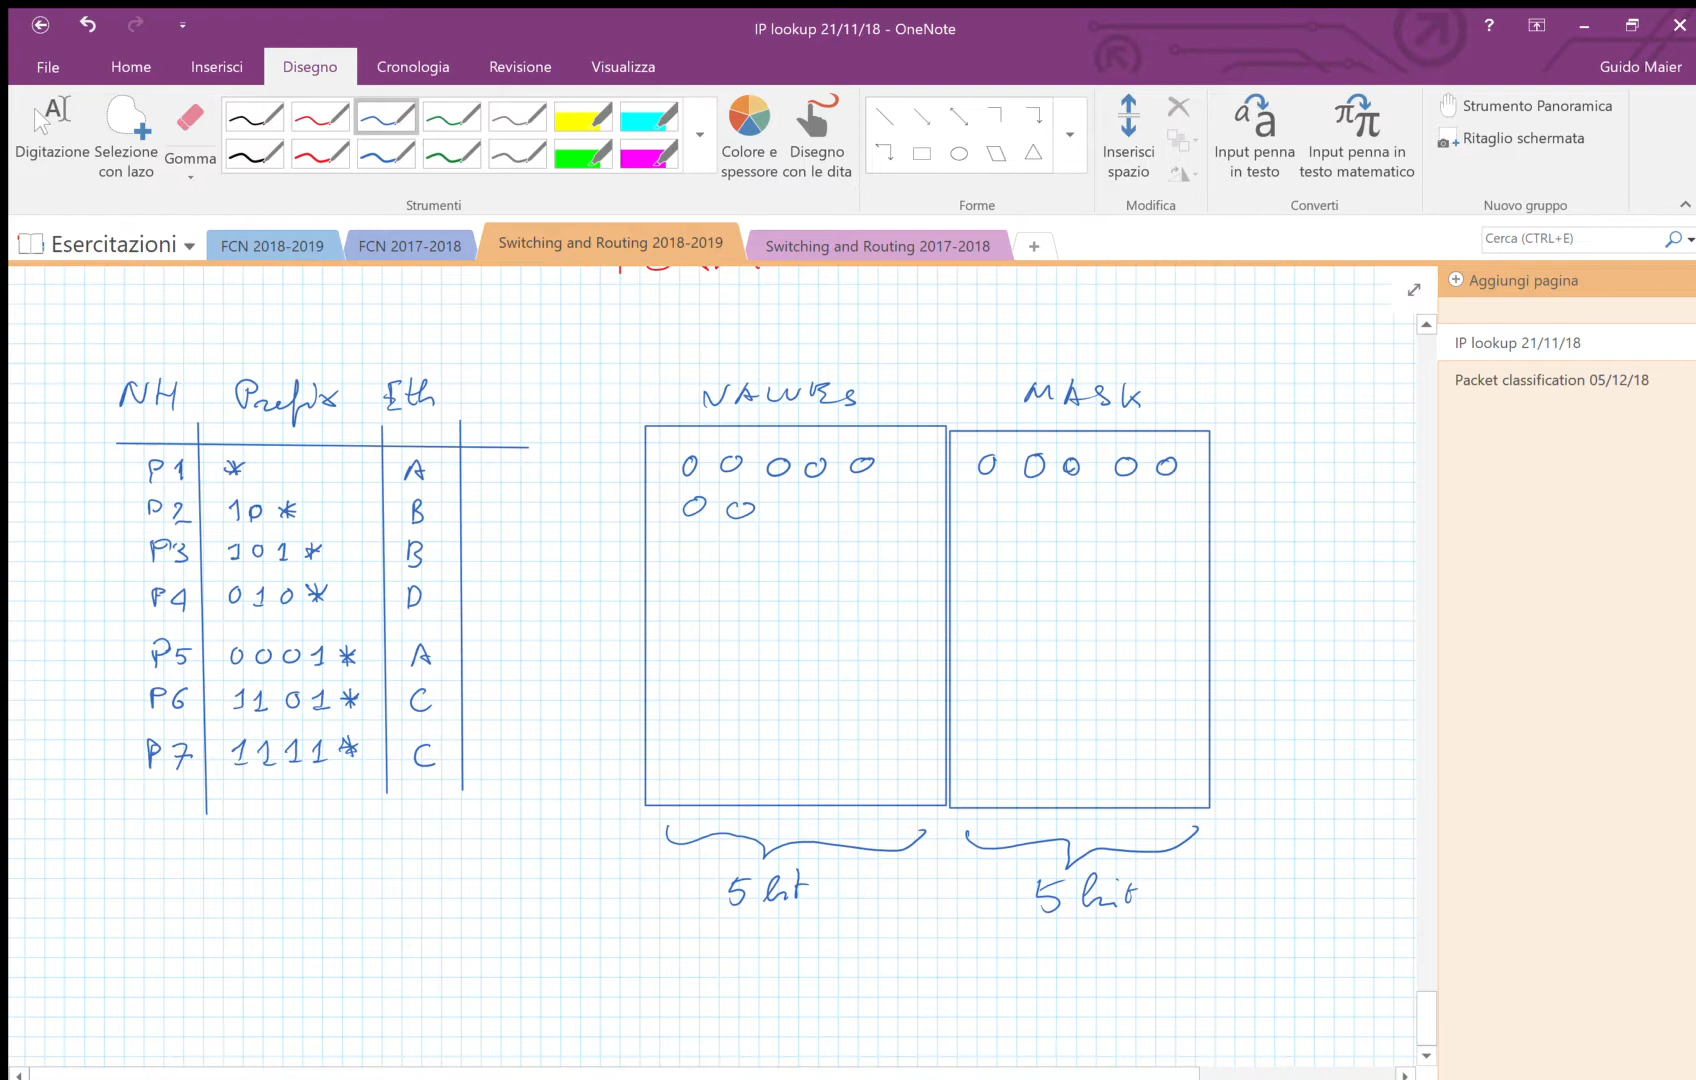 IP lookup 21/11/18 - OneNote
?
File Home Inserisci Disegno Cronologia Revisione Visualizza Guido Maier
Digitazione Selezione con lazo Gomma
Colore e spessore Disegno con le dita
Inserisci spazio
Input penna in testo Input penna in testo matematico
Strumento Panoramica
Ritaglio schermata
Strumenti Forme Modifica Converti Nuovo gruppo
Esercitazioni FCN 2018-2019 FCN 2017-2018 Switching and Routing 2018-2019 Switching and Routing 2017-2018 + Cerca (CTRL+E)
Aggiungi pagina
IP lookup 21/11/18
Packet classification 05/12/18
NH Prefix Eth
P1 * A
P2 10* B
P3 101* B
P4 010* D
P5 0001* A
P6 1101* C
P7 1111* C
VALUES MASK
0 0 0 0 0 0 0 0 0 0
0 0
5 bit 5 bit